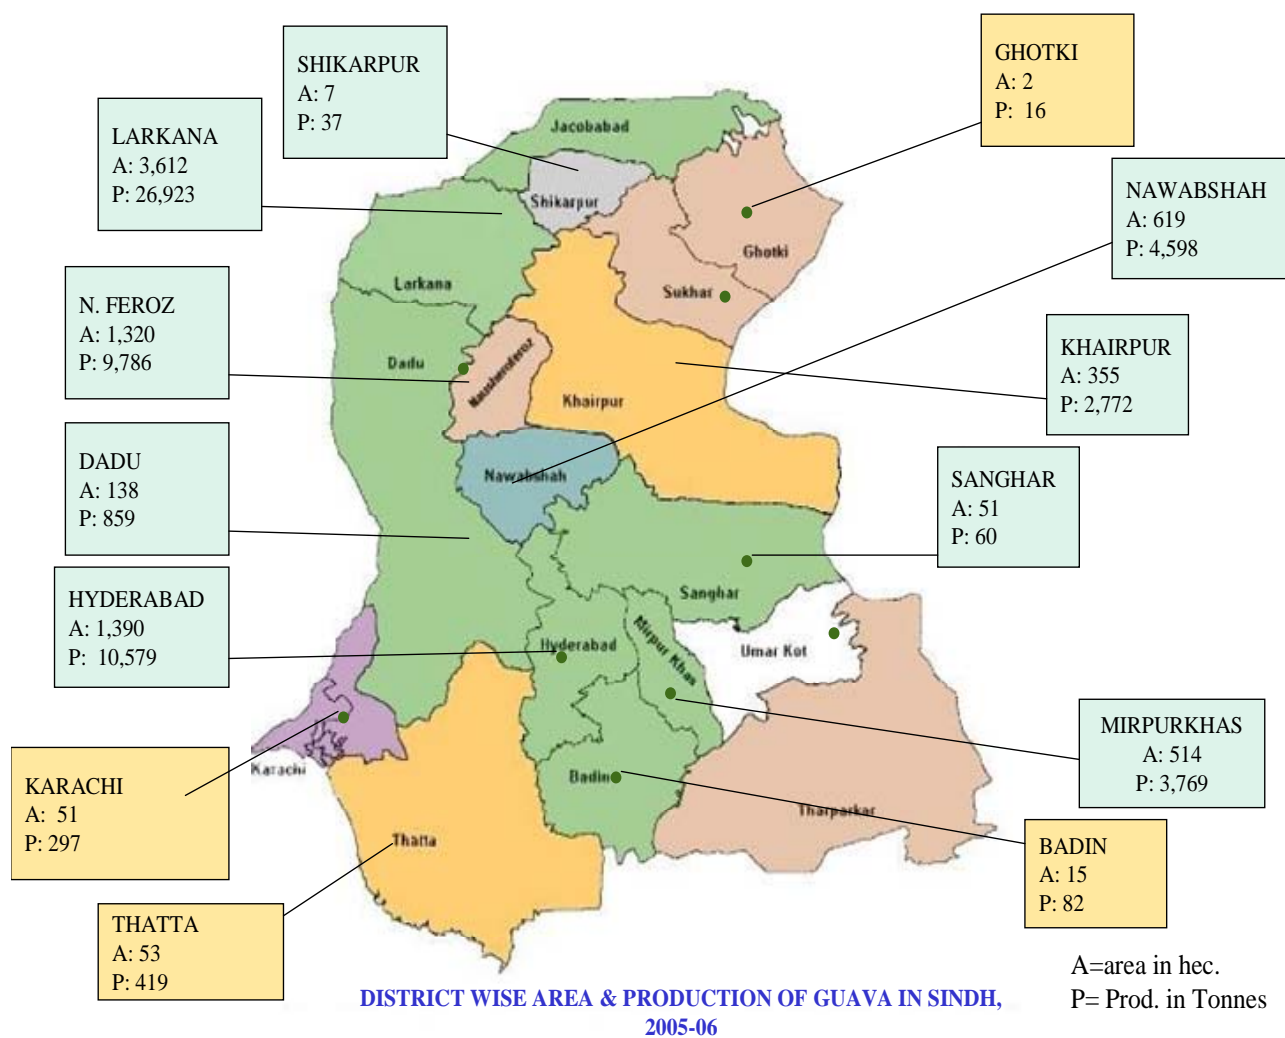 SHIKARPUR
A: 7
P: 37
GHOTKI
A: 2
P: 16
LARKANA
A: 3,612
P: 26,923
NAWABSHAH
A: 619
P: 4,598
N. FEROZ
A: 1,320
P: 9,786
KHAIRPUR
A: 355
P: 2,772
DADU
A: 138
P: 859
SANGHAR
A: 51
P: 60
HYDERABAD
A: 1,390
P: 10,579
MIRPURKHAS
A: 514
P: 3,769
KARACHI
A: 51
P: 297
BADIN
A: 15
P: 82
THATTA
A: 53
P: 419
Jacobabad
Shikarpur
Ghotki
Larkana
Sukhar
Dadu
Naushehroferoz
Khairpur
Nawabshah
Sanghar
Hyderabad
Mirpur Khas
Umar Kot
Karachi
Badin
Tharparkar
Thatta
A=area in hec.
P= Prod. in Tonnes
DISTRICT WISE AREA & PRODUCTION OF GUAVA IN SINDH,
2005-06